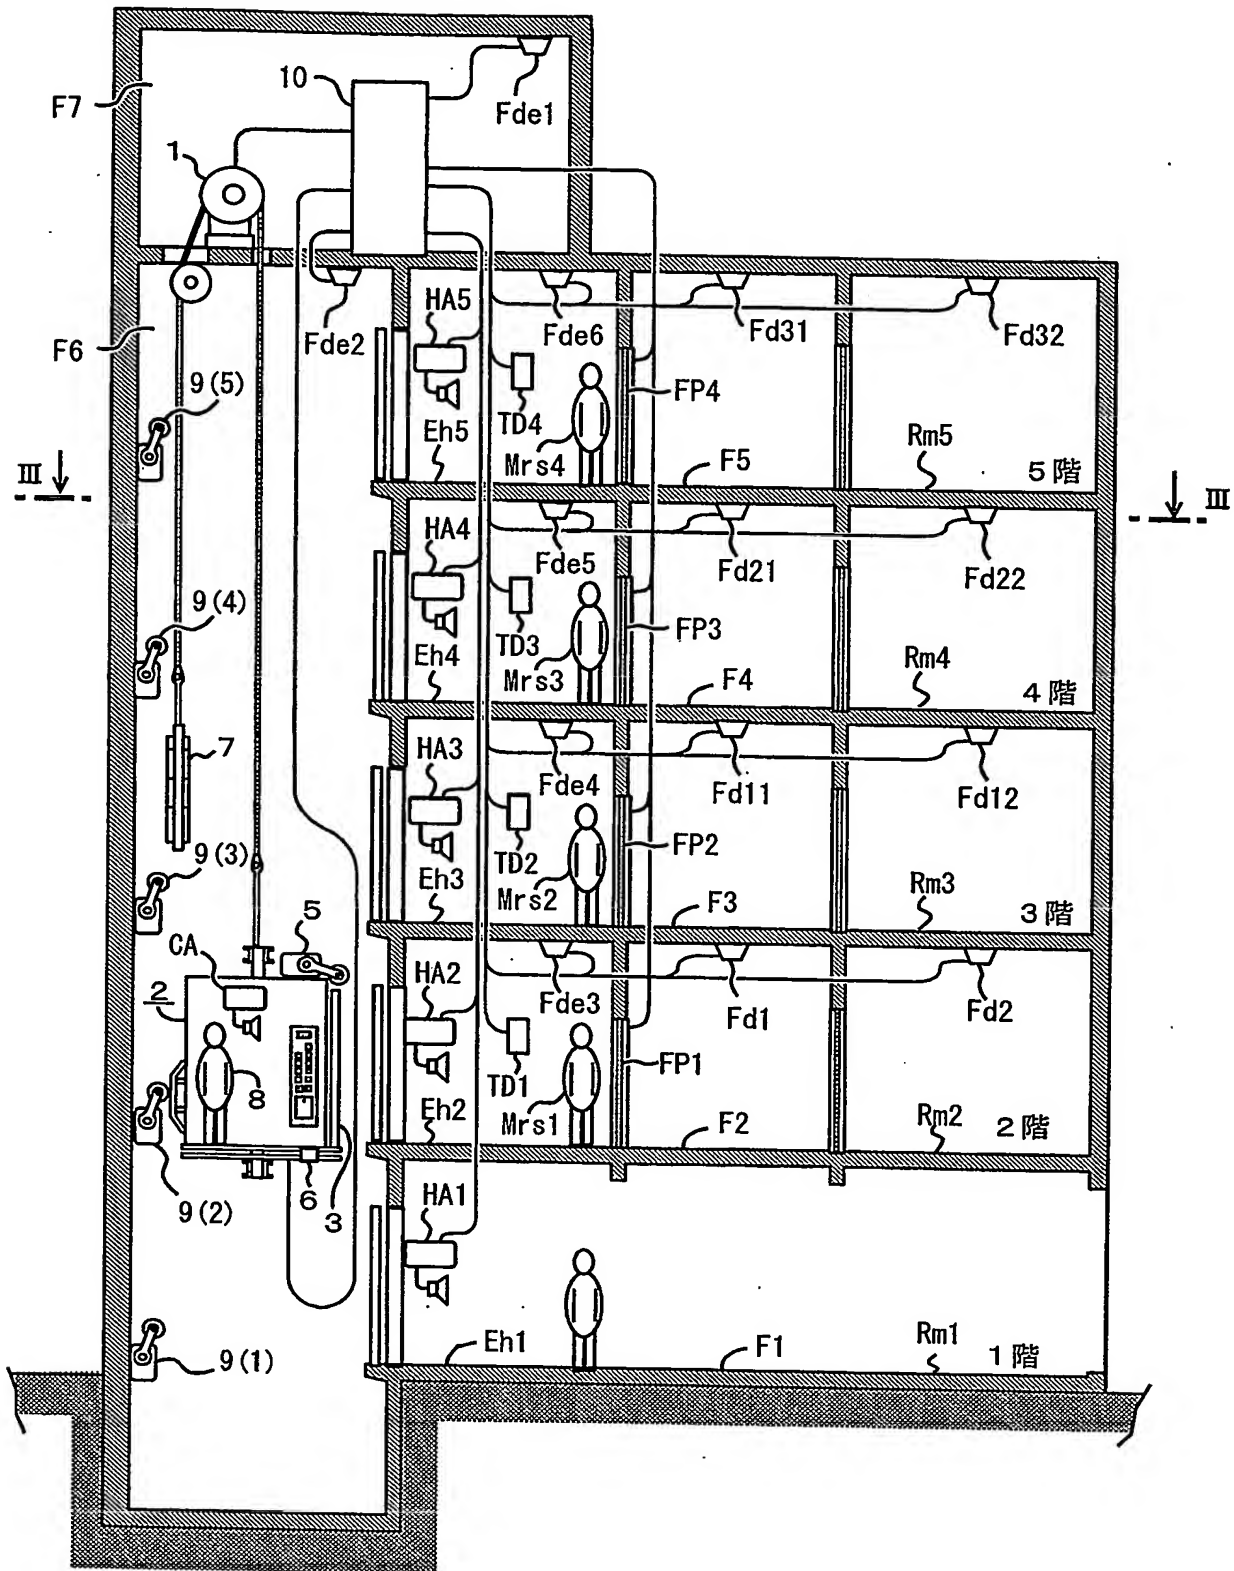 10
Fde1
F7
1
F6
Fde2
HA5
Fde6
Fd31
Fd32
9(5)
TD4
FP4
Eh5
Mrs4
F5
Rm5
5階
III
III
HA4
Fde5
Fd21
Fd22
9(4)
TD3
FP3
Eh4
Mrs3
F4
Rm4
4階
7
HA3
Fde4
Fd11
Fd12
9(3)
TD2
FP2
Eh3
Mrs2
F3
Rm3
3階
5
CA
2
HA2
Fde3
Fd1
Fd2
8
TD1
FP1
Eh2
Mrs1
F2
Rm2
2階
9(2)
6
3
HA1
Eh1
F1
Rm1
1階
9(1)